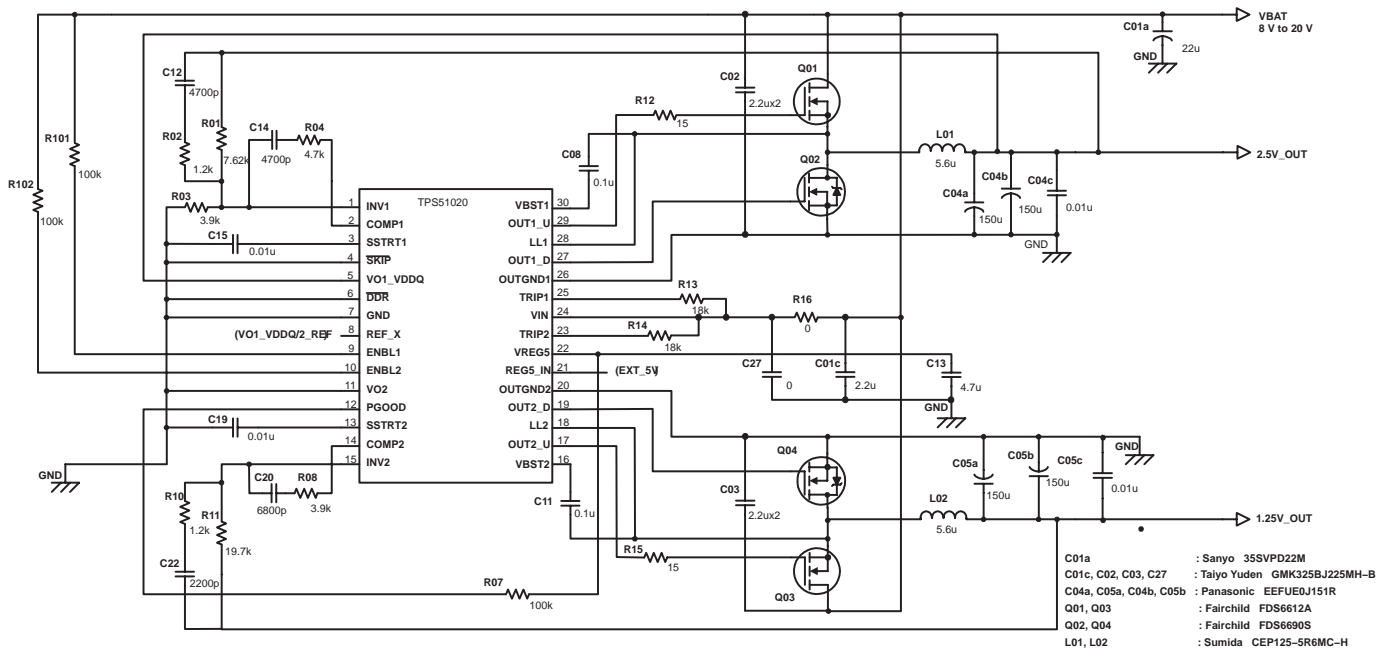 VBAT
8 V to 20 V
C01a
22u
GND
C12
4700p
R101
100k
R102
100k
R02
1.2k
R01
7.62k
C14
4700p
R04
4.7k
R03
3.9k
C15
0.01u
R12
15
C08
0.1u
C02
2.2ux2
Q01
Q02
L01
5.6u
C04a
150u
C04b
150u
C04c
0.01u
2.5V_OUT
GND
TPS51020
1 INV1
2 COMP1
3 SSTRT1
4 SKIP
5 VO1_VDDQ
6 DDR
7 GND
(VO1_VDDQ/2_REF) 8 REF_X
9 ENBL1
10 ENBL2
11 VO2
12 PGOOD
13 SSTRT2
14 COMP2
15 INV2
VBST1 30
OUT1_U 29
LL1 28
OUT1_D 27
OUTGND1 26
TRIP1 25
VIN 24
TRIP2 23
VREG5 22
REG5_IN 21 (EXT_5V)
OUTGND2 20
OUT2_D 19
LL2 18
OUT2_U 17
VBST2 16
R13
18k
R14
18k
R16
0
C27
0
C01c
2.2u
C13
4.7u
GND
C19
0.01u
GND
C20
6800p
R08
3.9k
R10
1.2k
R11
19.7k
C22
2200p
R07
100k
C11
0.1u
R15
15
C03
2.2ux2
Q04
Q03
L02
5.6u
C05a
150u
C05b
150u
C05c
0.01u
GND
1.25V_OUT
C01a : Sanyo 35SVPD22M
C01c, C02, C03, C27 : Taiyo Yuden GMK325BJ225MH–B
C04a, C05a, C04b, C05b : Panasonic EEFUE0J151R
Q01, Q03 : Fairchild FDS6612A
Q02, Q04 : Fairchild FDS6690S
L01, L02 : Sumida CEP125–5R6MC–H